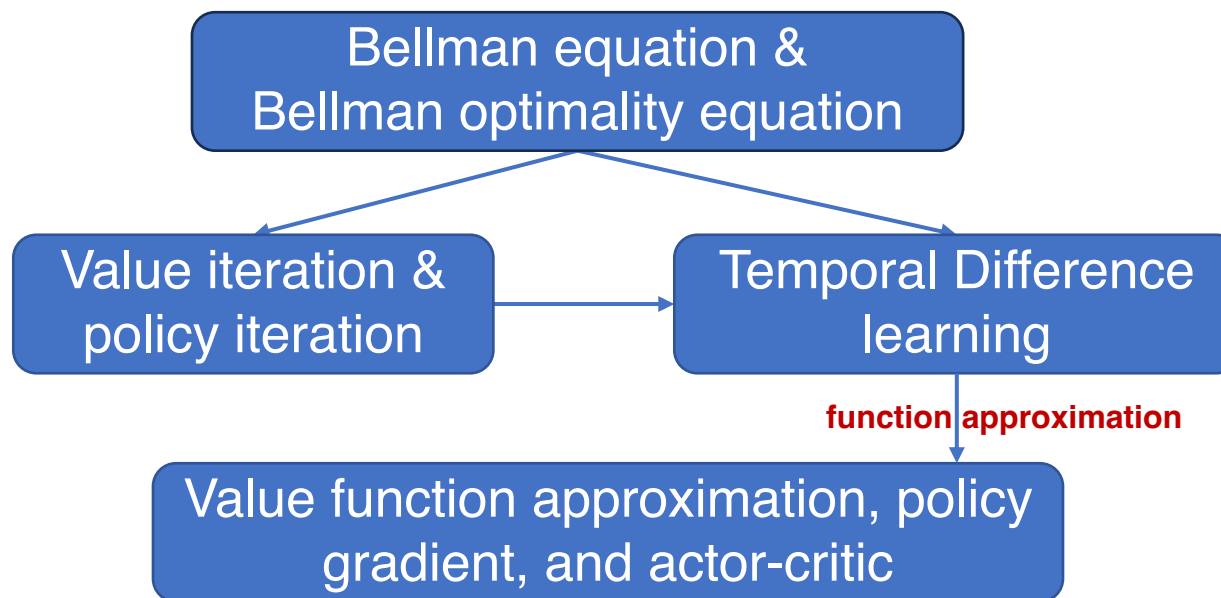 Bellman equation &
Bellman optimality equation
Value iteration &
policy iteration
Temporal Difference
learning
function approximation
Value function approximation, policy
gradient, and actor-critic